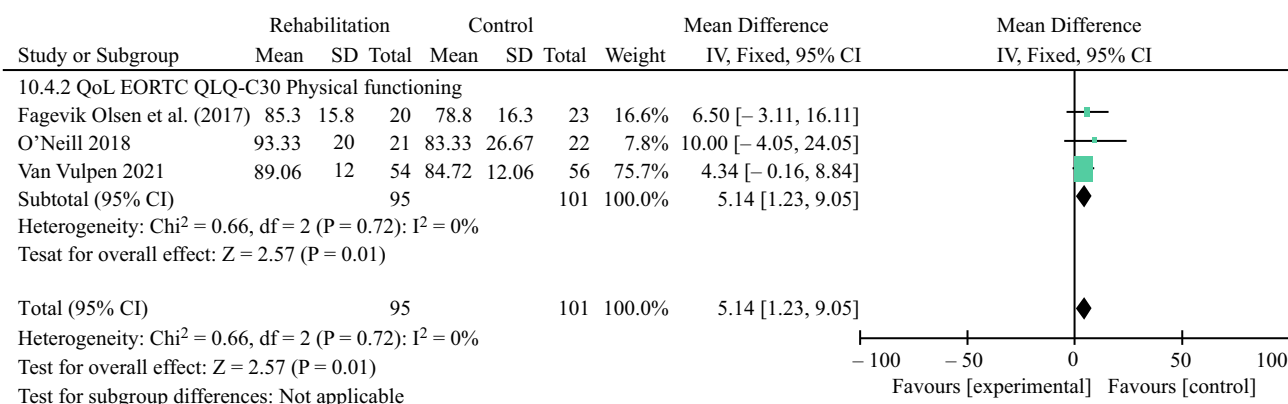 Rehabilitation Control Mean Difference Mean Difference
Study or Subgroup Mean SD Total Mean SD Total Weight IV, Fixed, 95% CI IV, Fixed, 95% CI
10.4.2 QoL EORTC QLQ-C30 Physical functioning
Fagevik Olsen et al. (2017) 85.3 15.8 20 78.8 16.3 23 16.6% 6.50 [– 3.11, 16.11]
O’Neill 2018 93.33 20 21 83.33 26.67 22 7.8% 10.00 [– 4.05, 24.05]
Van Vulpen 2021 89.06 12 54 84.72 12.06 56 75.7% 4.34 [– 0.16, 8.84]
Subtotal (95% CI) 95 101 100.0% 5.14 [1.23, 9.05]
Heterogeneity: Chi² = 0.66, df = 2 (P = 0.72): I² = 0%
Tesat for overall effect: Z = 2.57 (P = 0.01)
Total (95% CI) 95 101 100.0% 5.14 [1.23, 9.05]
Heterogeneity: Chi² = 0.66, df = 2 (P = 0.72): I² = 0%
Test for overall effect: Z = 2.57 (P = 0.01)
Test for subgroup differences: Not applicable
– 100 – 50 0 50 100
Favours [experimental] Favours [control]